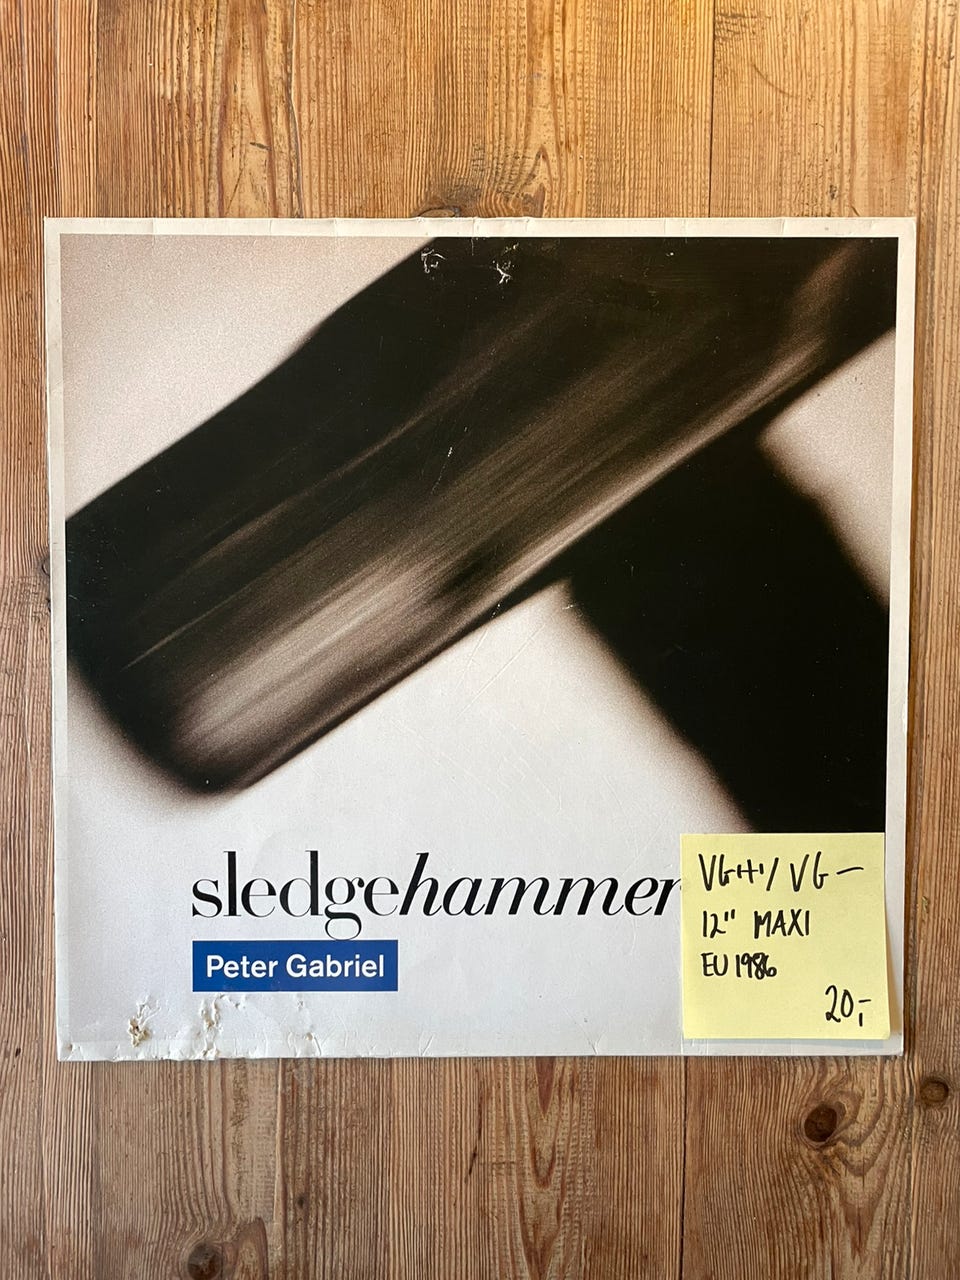 sledgehammer
Peter Gabriel
VG(+)/VG-
12" MAXI
EU 1986
20,-